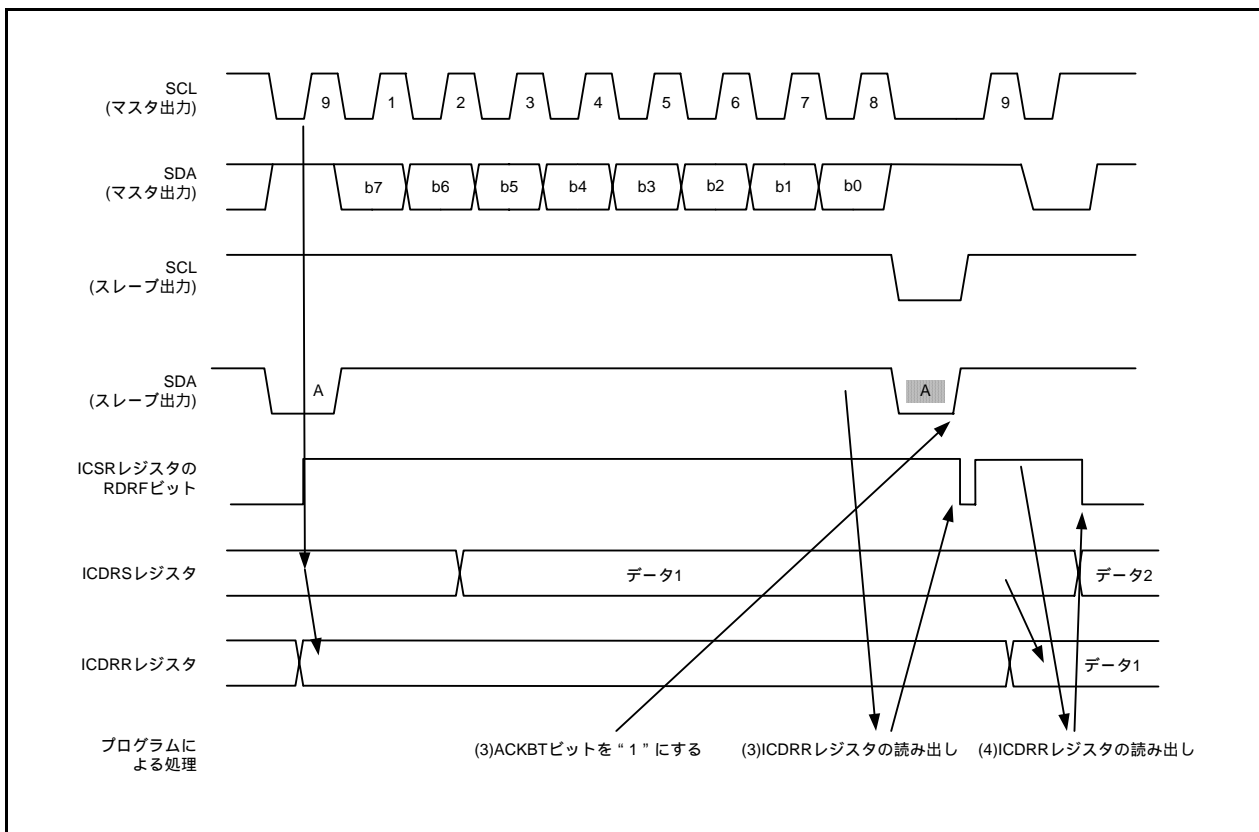 SCL
(マスタ出力)
9 1 2 3 4 5 6 7 8 9
SDA
(マスタ出力)
b7 b6 b5 b4 b3 b2 b1 b0
SCL
(スレーブ出力)
SDA
(スレーブ出力)
A A
ICSRレジスタの
RDRFビット
ICDRSレジスタ
データ1 データ2
ICDRRレジスタ
データ1
プログラムに
よる処理
(3)ACKBTビットを“1”にする (3)ICDRRレジスタの読み出し (4)ICDRRレジスタの読み出し